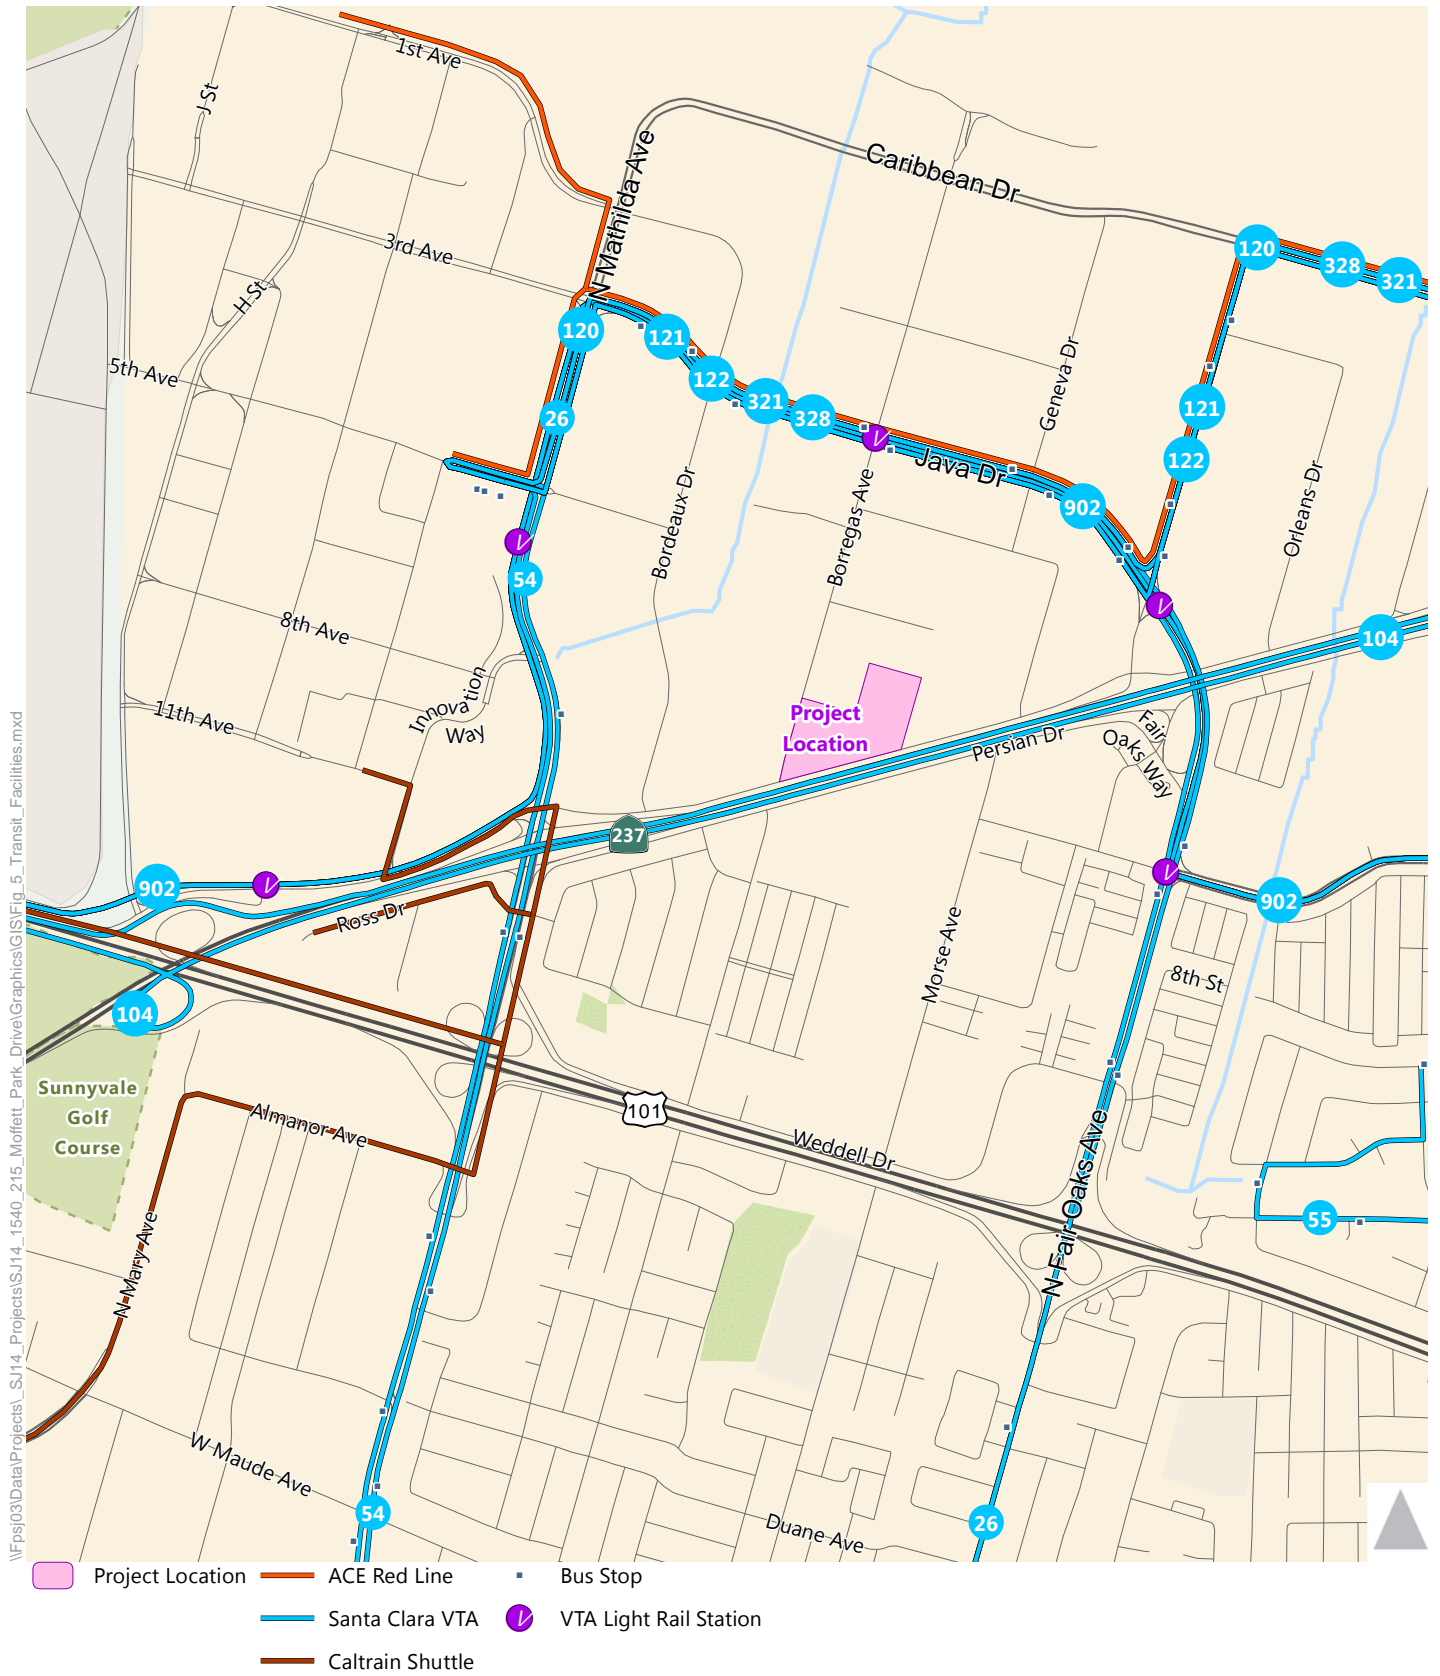 1st Ave
J St
N Mathilda Ave
Caribbean Dr
3rd Ave
H St
120
328
321
120
121
122
321
328
26
5th Ave
Geneva Dr
121
122
Java Dr
902
Bordeaux Dr
Borregas Ave
Orleans Dr
54
8th Ave
104
Innovation
Way
11th Ave
Project
Location
Persian Dr
Fair
Oaks Way
237
902
902
Ross Dr
Morse Ave
8th St
104
Sunnyvale
Golf
Course
Almanor Ave
101
Weddell Dr
N Fair Oaks Ave
55
N Mary Ave
W Maude Ave
54
Duane Ave
26
\\Fpsj03\Data\Projects\_SJ14_Projects\SJ14_1540_215_Moffett_Park_Drive\Graphics\GIS\Fig_5_Transit_Facilities.mxd
Project Location
ACE Red Line
Bus Stop
Santa Clara VTA
VTA Light Rail Station
Caltrain Shuttle